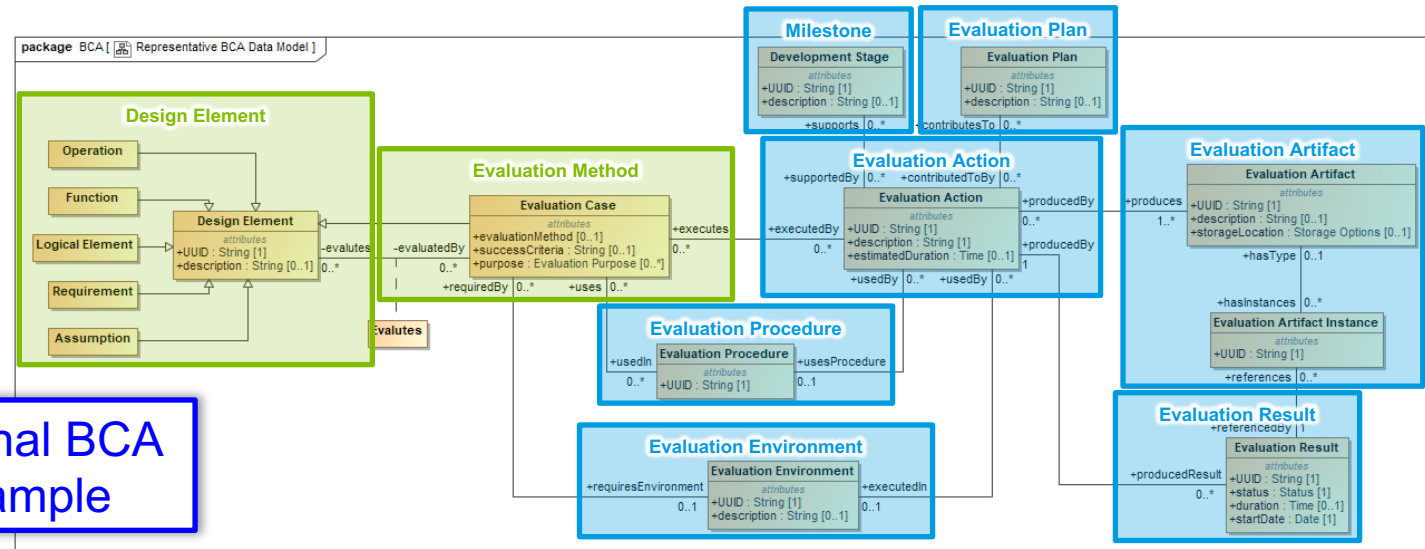 package BCA [ Representative BCA Data Model ]
Design Element
Operation
Function
Logical Element
Requirement
Assumption
Design Element
attributes
+UUID : String [1]
+description : String [0..1]
-evalutes
0..*
Evaluation Method
Evaluation Case
attributes
+evaluationMethod [0..1]
+successCriteria : String [0..1]
+purpose : Evaluation Purpose [0..*]
-evaluatedBy
0..*
+requiredBy 0..*
+uses 0..*
+executes
0..*
Evalutes
Milestone
Development Stage
attributes
+UUID : String [1]
+description : String [0..1]
+supports 0..*
Evaluation Plan
Evaluation Plan
attributes
+UUID : String [1]
+description : String [0..1]
+contributesTo 0..*
Evaluation Action
+supportedBy 0..*
+contributedToBy 0..*
Evaluation Action
attributes
+UUID : String [1]
+description : String [1]
+estimatedDuration : Time [0..1]
+executedBy
0..*
+producedBy
0..*
+producedBy
1
+usedBy 0..*
+usedBy 0..*
Evaluation Artifact
Evaluation Artifact
attributes
+UUID : String [1]
+description : String [0..1]
+storageLocation : Storage Options [0..1]
+produces
1..*
+hasType 0..1
+hasInstances 0..*
Evaluation Artifact Instance
attributes
+UUID : String [1]
+references 0..*
Evaluation Procedure
Evaluation Procedure
attributes
+UUID : String [1]
+usedIn
0..*
+usesProcedure
0..1
Evaluation Environment
Evaluation Environment
attributes
+UUID : String [1]
+description : String [0..1]
+requiresEnvironment
0..1
+executedIn
0..1
Evaluation Result
+referencedBy 1
Evaluation Result
attributes
+UUID : String [1]
+status : Status [1]
+duration : Time [0..1]
+startDate : Date [1]
+producedResult
0..*
nal BCA
ample